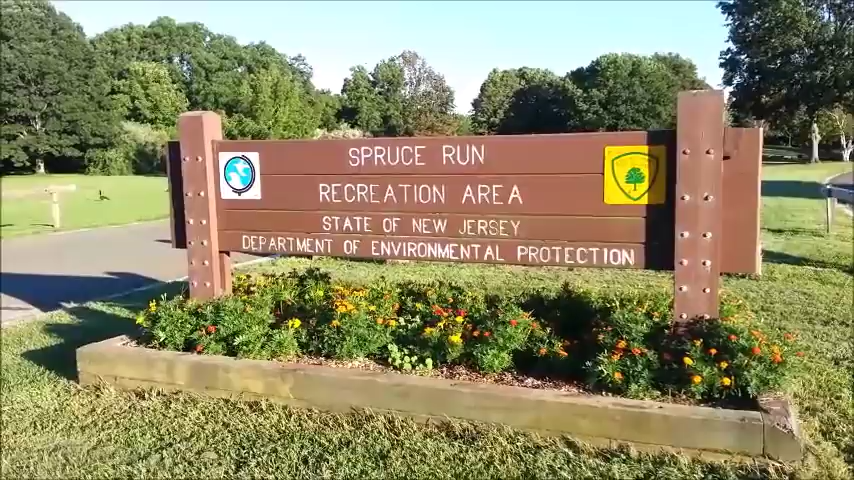 SPRUCE RUN
RECREATION AREA
STATE OF NEW JERSEY
DEPARTMENT OF ENVIRONMENTAL PROTECTION